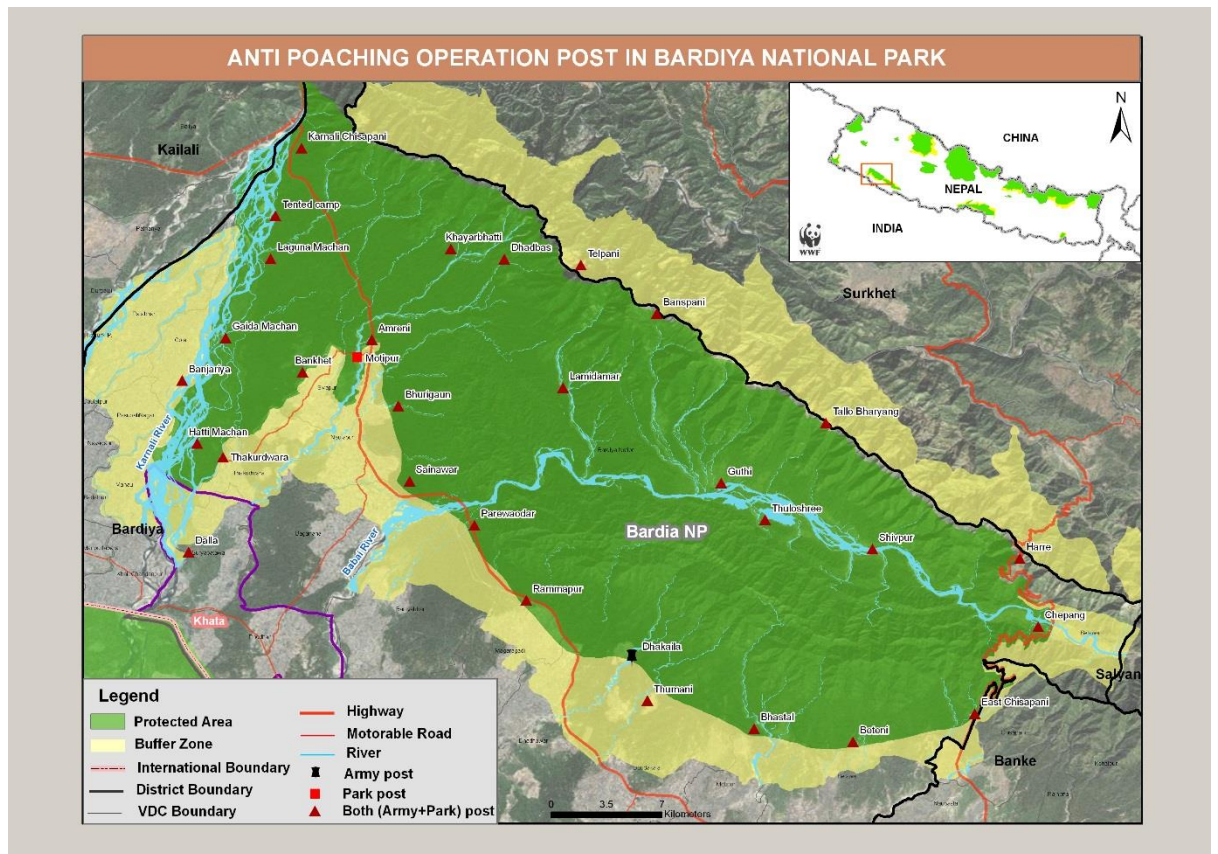 ANTI POACHING OPERATION POST IN BARDIYA NATIONAL PARK
N
CHINA
NEPAL
INDIA
WWF
Kailali
Karnali Chisapani
Tented camp
Laguna Machan
Khayarbhatti
Dhadbas
Telpani
Surkhet
Banspani
Gaida Machan
Amreni
Motipur
Bankhet
Banjariya
Lamidamar
Bhurigaun
Tallo Bharyang
Karnali River
Hatti Machan
Thakurdwara
Sainawar
Guthi
Parewaodar
Thuloshree
Bardia NP
Bardiya
Dalla
Babai River
Shivpur
Harre
Rammapur
Khata
Chepang
Dhakaila
Salyan
Thumani
East Chisapani
Bhastal
Betani
Banke
Legend
Protected Area
Buffer Zone
International Boundary
District Boundary
VDC Boundary
Highway
Motorable Road
River
Army post
Park post
Both (Army+Park) post
0 3.5 7
Kilometers